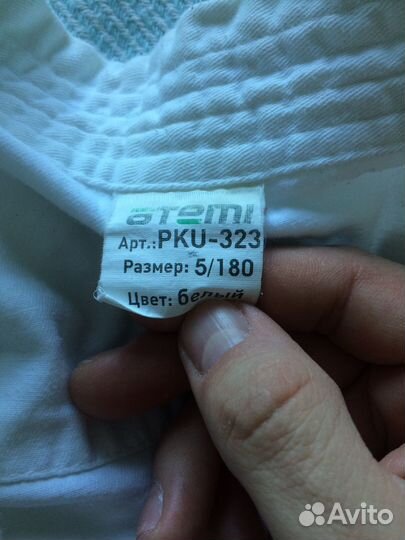 ATEMI
Арт.: PKU-323
Размер: 5/180
Цвет: белый
Avito